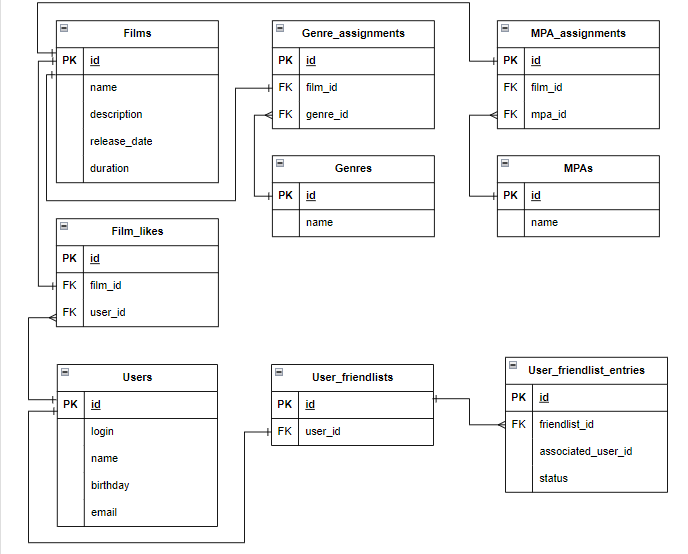 Films
PK id
name
description
release_date
duration
Genre_assignments
PK id
FK film_id
FK genre_id
MPA_assignments
PK id
FK film_id
FK mpa_id
Genres
PK id
name
MPAs
PK id
name
Film_likes
PK id
FK film_id
FK user_id
Users
PK id
login
name
birthday
email
User_friendlists
PK id
FK user_id
User_friendlist_entries
PK id
FK friendlist_id
associated_user_id
status